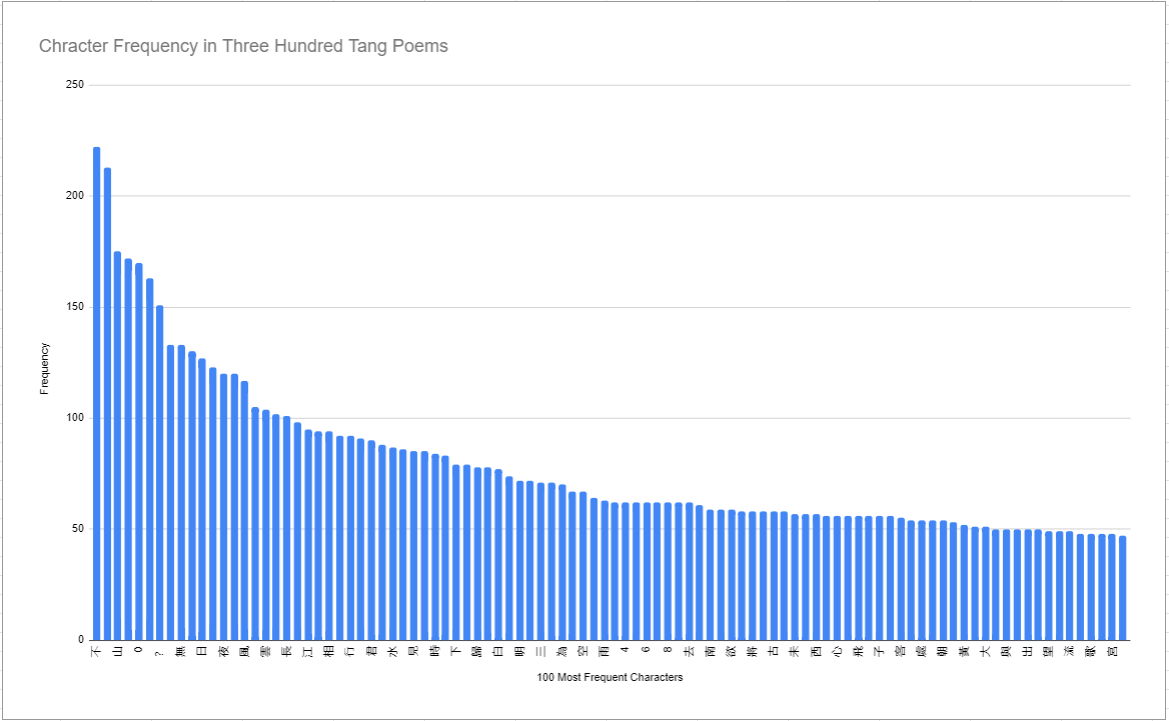 Chracter Frequency in Three Hundred Tang Poems
250
200
150
100
50
0
Frequency
不 山 0 ? 無 日 夜 風 雲 長 江 相 行 君 水 見 時 下 歸 白 明 三 為 空 雨 4 6 8 去 南 欲 將 古 未 西 心 飛 子 客 處 朝 黃 大 與 出 望 流 歌 宮
100 Most Frequent Characters